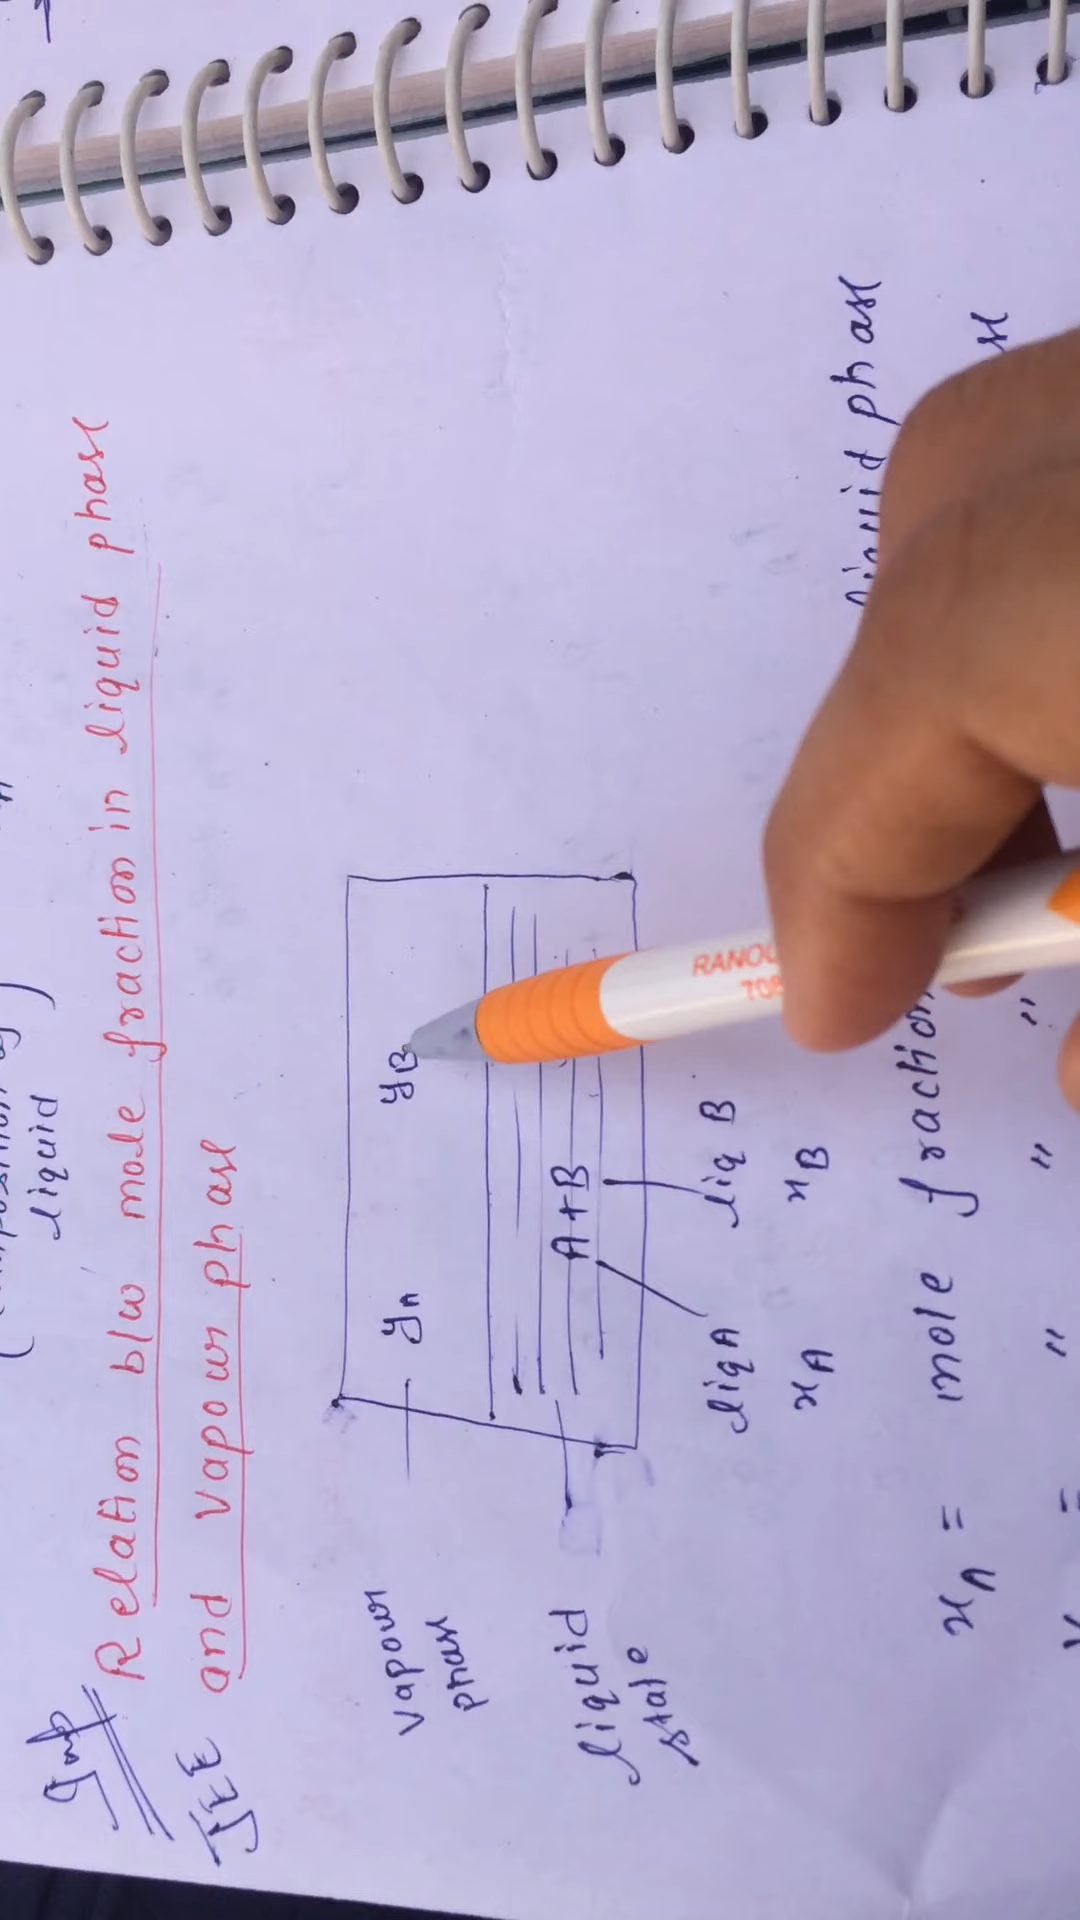 liquid
Imp
Relation b/w mole fraction in liquid phase
JEE
and vapour phase
vapour
phase
yA yB
liquid
state
A+B
liq A liq B
xA xB
xA = mole fraction liquid phase
" " "
RANO